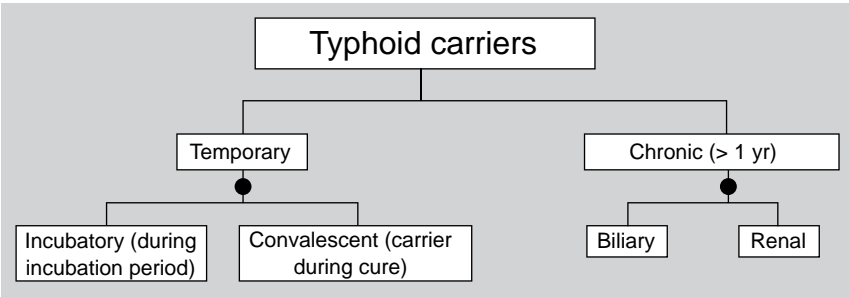 Typhoid carriers
Temporary
Chronic (> 1 yr)
Incubatory (during
incubation period)
Convalescent (carrier
during cure)
Biliary
Renal